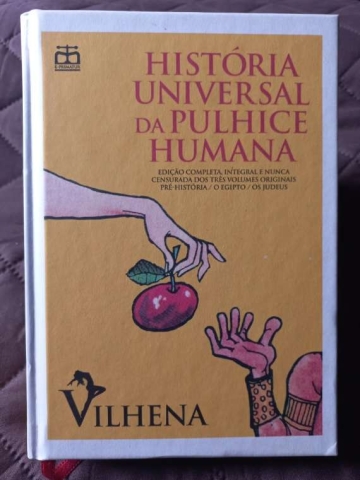 E-PRIMATUR
HISTÓRIA
UNIVERSAL
DA PULHICE
HUMANA
EDIÇÃO COMPLETA, INTEGRAL E NUNCA
CENSURADA DOS TRÊS VOLUMES ORIGINAIS
PRÉ-HISTÓRIA / O EGIPTO / OS JUDEUS
VILHENA